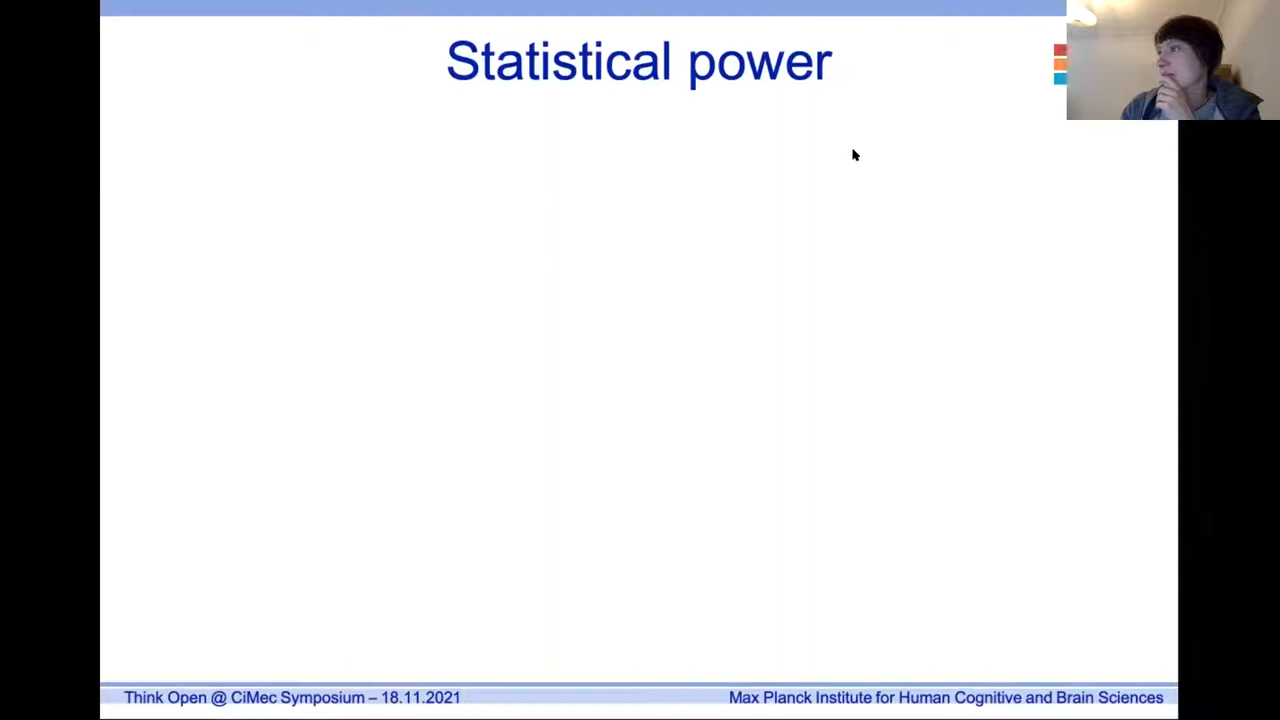 Statistical power
Think Open @ CiMec Symposium – 18.11.2021
Max Planck Institute for Human Cognitive and Brain Sciences